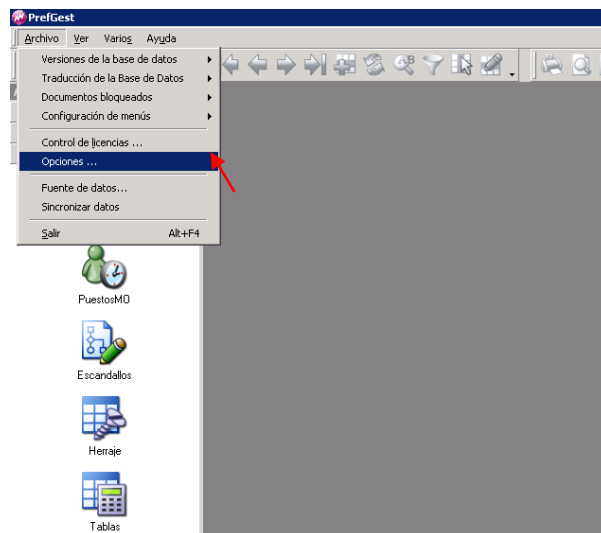 PrefGest
Archivo Ver Varios Ayuda
Versiones de la base de datos
Traducción de la Base de Datos
Documentos bloqueados
Configuración de menús
Control de licencias ...
Opciones ...
Fuente de datos...
Sincronizar datos
Salir Alt+F4
PuestosMO
Escandallos
Herraje
Tablas